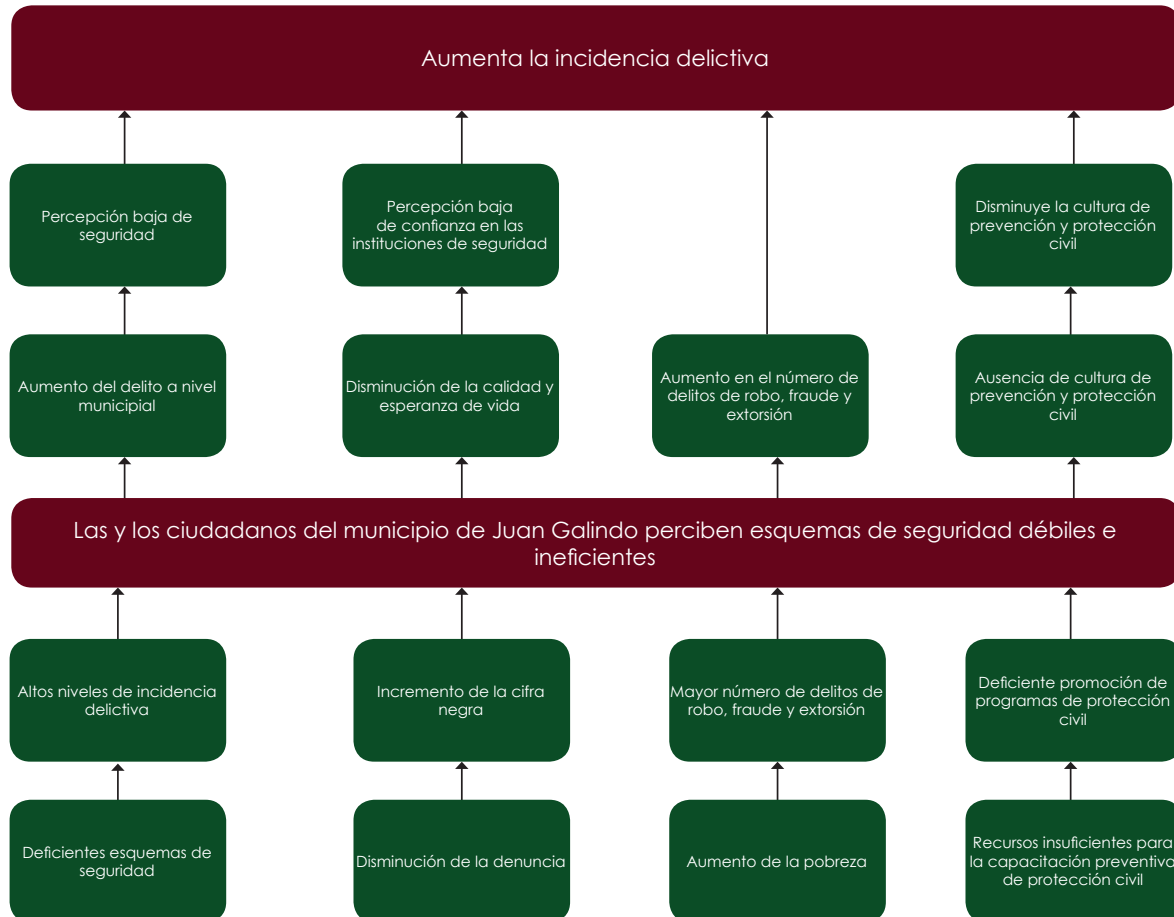 Aumenta la incidencia delictiva
Percepción baja de
seguridad
Percepción baja
de confianza en las
instituciones de seguridad
Disminuye la cultura de
prevención y protección
civil
Aumento del delito a nivel
municipial
Disminución de la calidad y
esperanza de vida
Aumento en el número de
delitos de robo, fraude y
extorsión
Ausencia de cultura de
prevención y protección
civil
Las y los ciudadanos del municipio de Juan Galindo perciben esquemas de seguridad débiles e
ineficientes
Altos niveles de incidencia
delictiva
Incremento de la cifra
negra
Mayor número de delitos de
robo, fraude y extorsión
Deficiente promoción de
programas de protección
civil
Deficientes esquemas de
seguridad
Disminución de la denuncia
Aumento de la pobreza
Recursos insuficientes para
la capacitación preventiva
de protección civil